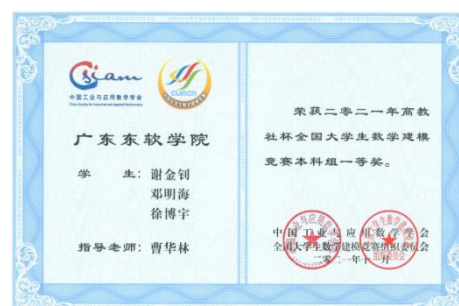 Csiam
中国工业与应用数学学会
CUMCM
广东东软学院
学 生：谢金钊
邓明海
徐博宇
指导老师：曹华林
荣获二零二一年高教
社杯全国大学生数学建模
竞赛本科组一等奖。
中国工业与应用数学学会
全国大学生数学建模竞赛组织委员会
二零二一年十一月